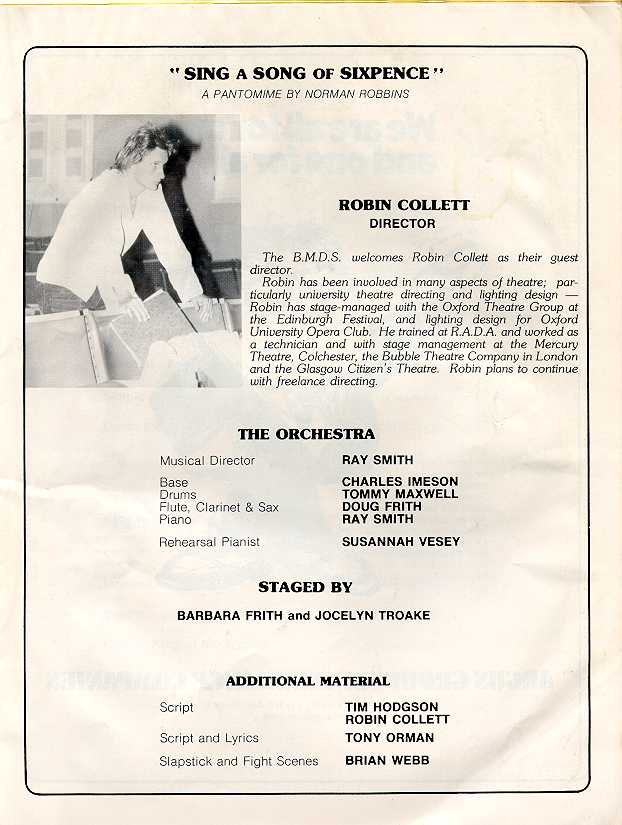 "SING A SONG OF SIXPENCE"
A PANTOMIME BY NORMAN ROBBINS
ROBIN COLLETT
DIRECTOR
The B.M.D.S. welcomes Robin Collett as their guest
director.
Robin has been involved in many aspects of theatre; par-
ticularly university theatre directing and lighting design —
Robin has stage-managed with the Oxford Theatre Group at
the Edinburgh Festival, and lighting design for Oxford
University Opera Club. He trained at R.A.D.A. and worked as
a technician and with stage management at the Mercury
Theatre, Colchester, the Bubble Theatre Company in London
and the Glasgow Citizen's Theatre. Robin plans to continue
with freelance directing.
THE ORCHESTRA
Musical Director RAY SMITH
Base CHARLES IMESON
Drums TOMMY MAXWELL
Flute, Clarinet & Sax DOUG FRITH
Piano RAY SMITH
Rehearsal Pianist SUSANNAH VESEY
STAGED BY
BARBARA FRITH and JOCELYN TROAKE
ADDITIONAL MATERIAL
Script TIM HODGSON
ROBIN COLLETT
Script and Lyrics TONY ORMAN
Slapstick and Fight Scenes BRIAN WEBB